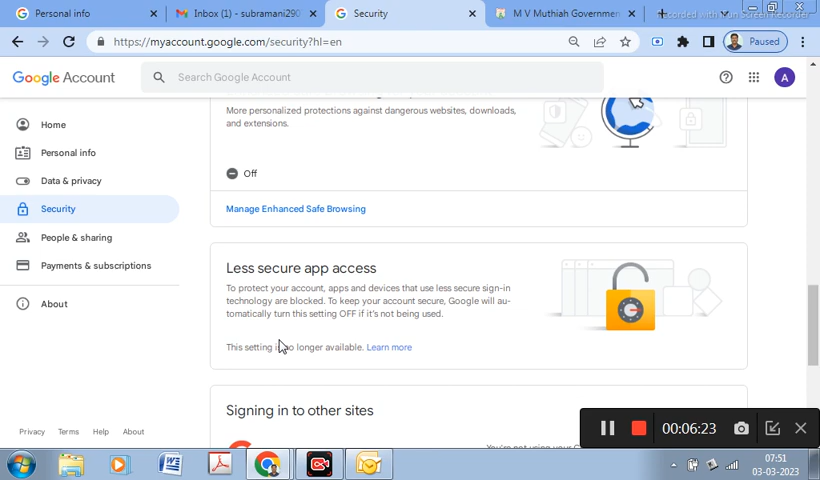 Personal info
Inbox (1) - subramani290
Security
M V Muthiah Governmen
Recorded with iFun Screen Recorder
https://myaccount.google.com/security?hl=en
Paused
Google Account
Search Google Account
A
Home
Personal info
Data & privacy
Security
People & sharing
Payments & subscriptions
About
More personalized protections against dangerous websites, downloads,
and extensions.
Off
Manage Enhanced Safe Browsing
Less secure app access
To protect your account, apps and devices that use less secure sign-in
technology are blocked. To keep your account secure, Google will au-
tomatically turn this setting OFF if it's not being used.
This setting is no longer available. Learn more
Signing in to other sites
Privacy
Terms
Help
About
00:06:23
07:51
03-03-2023